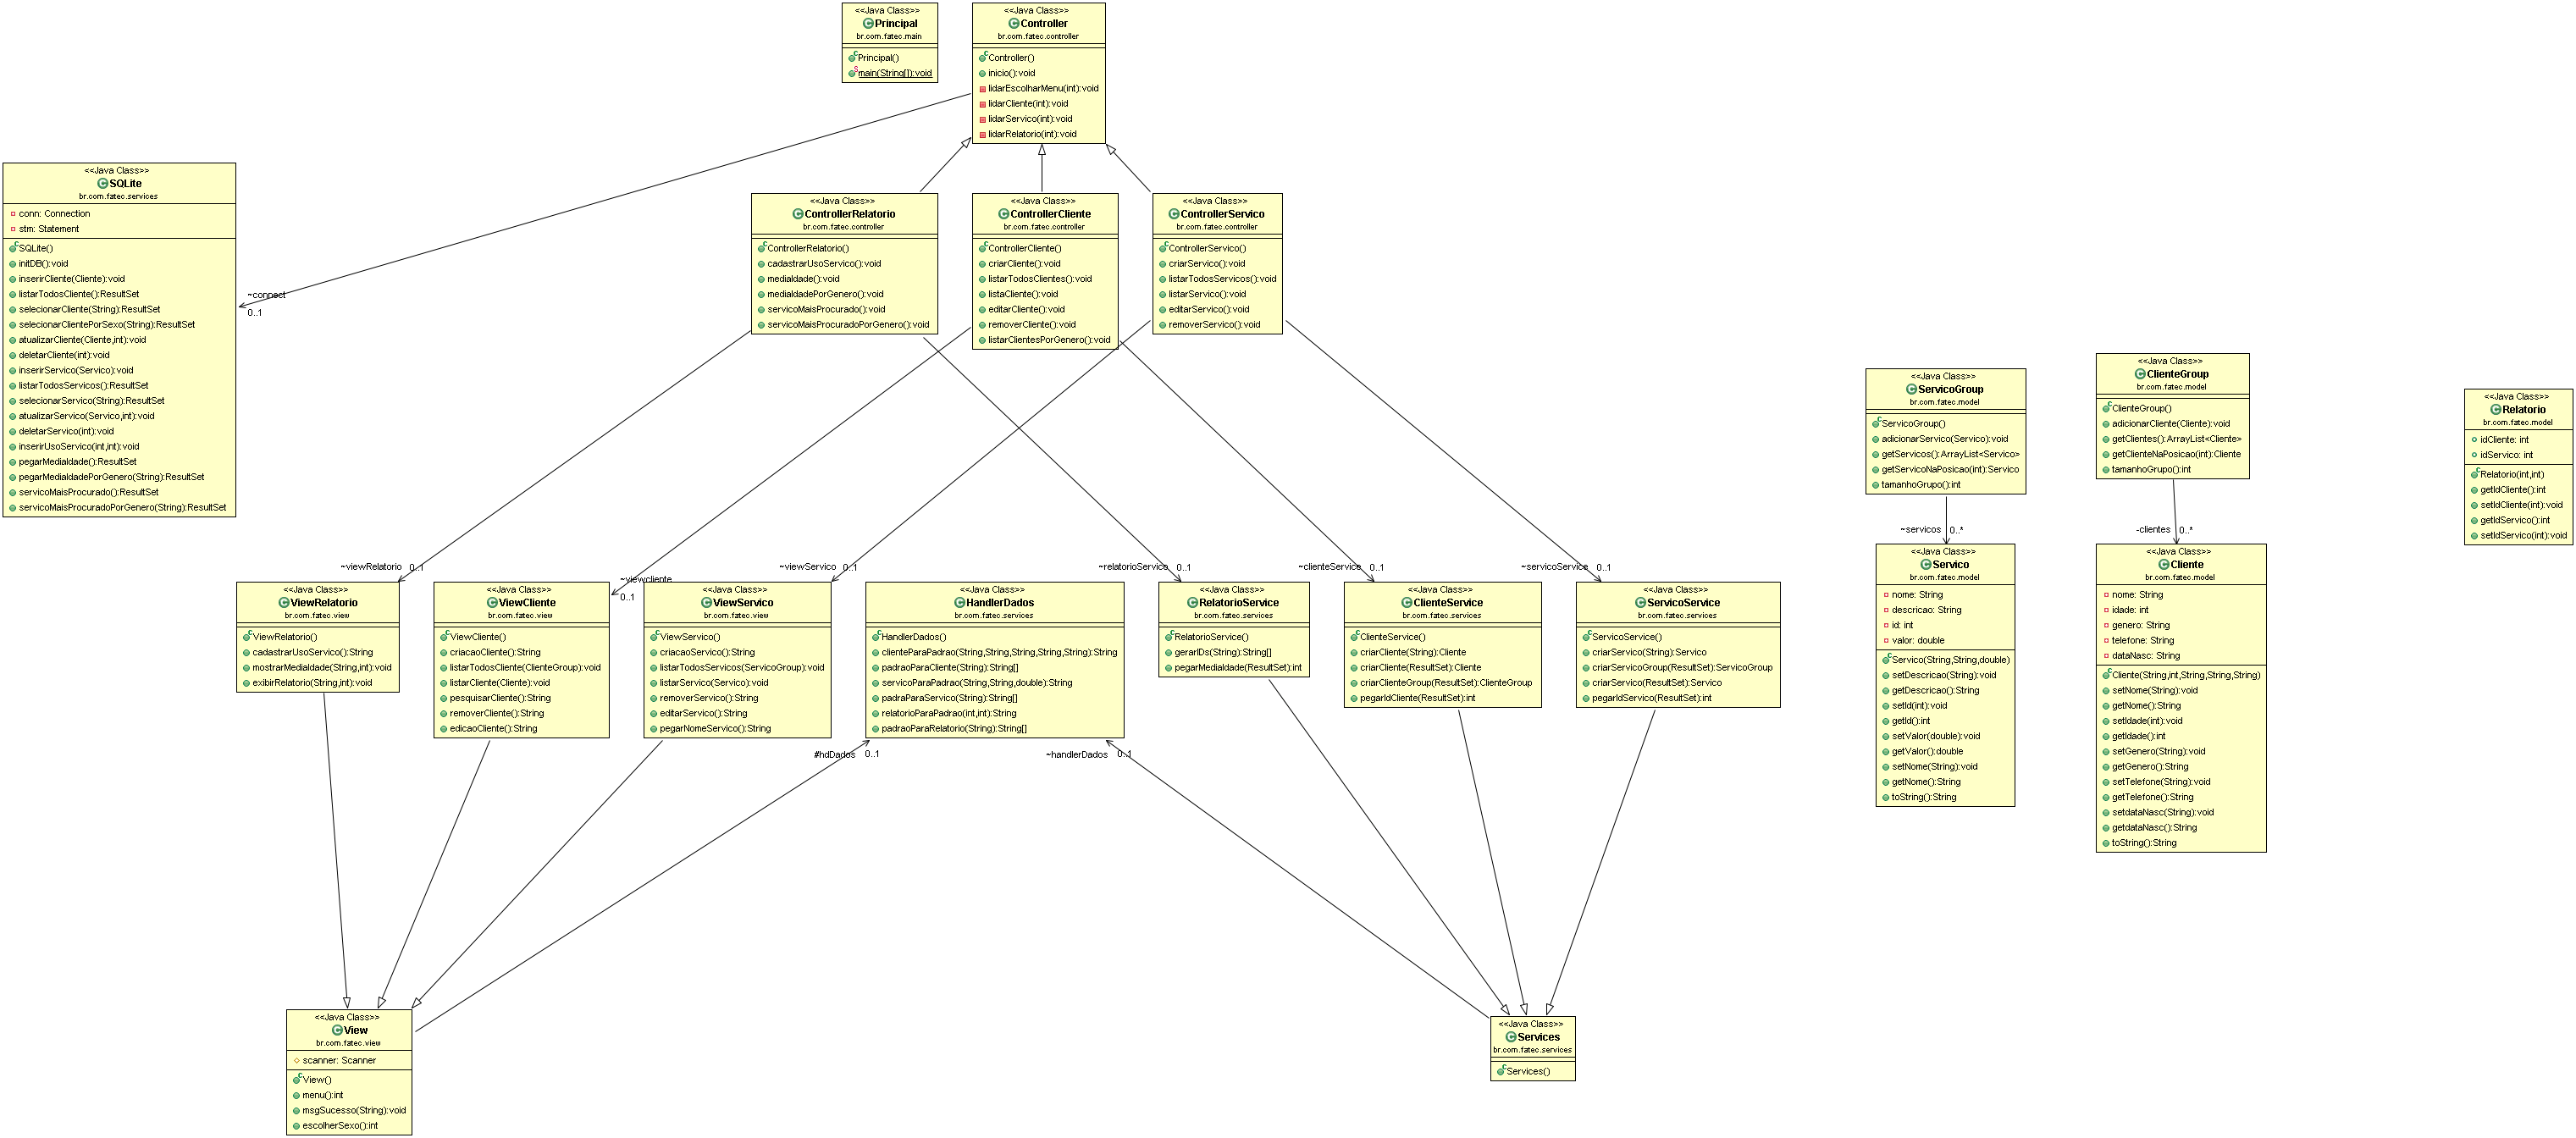 <<Java Class>>
Principal
br.com.fatec.main
Principal()
main(String[]):void
<<Java Class>>
Controller
br.com.fatec.controller
Controller()
inicio():void
lidarEscolharMenu(int):void
lidarCliente(int):void
lidarServico(int):void
lidarRelatorio(int):void
<<Java Class>>
SQLite
br.com.fatec.services
conn: Connection
stm: Statement
SQLite()
initDB():void
inserirCliente(Cliente):void
listarTodosCliente():ResultSet
selecionarCliente(String):ResultSet
selecionarClientePorSexo(String):ResultSet
atualizarCliente(Cliente,int):void
deletarCliente(int):void
inserirServico(Servico):void
listarTodosServicos():ResultSet
selecionarServico(String):ResultSet
atualizarServico(Servico,int):void
deletarServico(int):void
inserirUsoServico(int,int):void
pegarMediaIdade():ResultSet
pegarMediaIdadePorGenero(String):ResultSet
servicoMaisProcurado():ResultSet
servicoMaisProcuradoPorGenero(String):ResultSet
~connect
0..1
<<Java Class>>
ControllerRelatorio
br.com.fatec.controller
ControllerRelatorio()
cadastrarUsoServico():void
mediaIdade():void
mediaIdadePorGenero():void
servicoMaisProcurado():void
servicoMaisProcuradoPorGenero():void
<<Java Class>>
ControllerCliente
br.com.fatec.controller
ControllerCliente()
criarCliente():void
listarTodosClientes():void
listaCliente():void
editarCliente():void
removerCliente():void
listarClientesPorGenero():void
<<Java Class>>
ControllerServico
br.com.fatec.controller
ControllerServico()
criarServico():void
listarTodosServicos():void
listarServico():void
editarServico():void
removerServico():void
<<Java Class>>
ServicoGroup
br.com.fatec.model
ServicoGroup()
adicionarServico(Servico):void
getServicos():ArrayList<Servico>
getServicoNaPosicao(int):Servico
tamanhoGrupo():int
<<Java Class>>
ClienteGroup
br.com.fatec.model
ClienteGroup()
adicionarCliente(Cliente):void
getClientes():ArrayList<Cliente>
getClienteNaPosicao(int):Cliente
tamanhoGrupo():int
<<Java Class>>
Relatorio
br.com.fatec.model
idCliente: int
idServico: int
Relatorio(int,int)
getIdCliente():int
setIdCliente(int):void
getIdServico():int
setIdServico(int):void
~viewRelatorio 0..1
~viewcliente
0..1
~viewServico 0..1
~relatorioServico 0..1
~clienteService 0..1
~servicoService 0..1
~servicos 0..*
-clientes 0..*
<<Java Class>>
ViewRelatorio
br.com.fatec.view
ViewRelatorio()
cadastrarUsoServico():String
mostrarMediaIdade(String,int):void
exibirRelatorio(String,int):void
<<Java Class>>
ViewCliente
br.com.fatec.view
ViewCliente()
criacaoCliente():String
listarTodosCliente(ClienteGroup):void
listarCliente(Cliente):void
pesquisarCliente():String
removerCliente():String
edicaoCliente():String
<<Java Class>>
ViewServico
br.com.fatec.view
ViewServico()
criacaoServico():String
listarTodosServicos(ServicoGroup):void
listarServico(Servico):void
removerServico():String
editarServico():String
pegarNomeServico():String
<<Java Class>>
HandlerDados
br.com.fatec.services
HandlerDados()
clienteParaPadrao(String,String,String,String,String):String
padraoParaCliente(String):String[]
servicoParaPadrao(String,String,double):String
padraParaServico(String):String[]
relatorioParaPadrao(int,int):String
padraoParaRelatorio(String):String[]
<<Java Class>>
RelatorioService
br.com.fatec.services
RelatorioService()
gerarIDs(String):String[]
pegarMediaIdade(ResultSet):int
<<Java Class>>
ClienteService
br.com.fatec.services
ClienteService()
criarCliente(String):Cliente
criarCliente(ResultSet):Cliente
criarClienteGroup(ResultSet):ClienteGroup
pegarIdCliente(ResultSet):int
<<Java Class>>
ServicoService
br.com.fatec.services
ServicoService()
criarServico(String):Servico
criarServicoGroup(ResultSet):ServicoGroup
criarServico(ResultSet):Servico
pegarIdServico(ResultSet):int
<<Java Class>>
Servico
br.com.fatec.model
nome: String
descricao: String
id: int
valor: double
Servico(String,String,double)
setDescricao(String):void
getDescricao():String
setId(int):void
getId():int
setValor(double):void
getValor():double
setNome(String):void
getNome():String
toString():String
<<Java Class>>
Cliente
br.com.fatec.model
nome: String
idade: int
genero: String
telefone: String
dataNasc: String
Cliente(String,int,String,String,String)
setNome(String):void
getNome():String
setIdade(int):void
getIdade():int
setGenero(String):void
getGenero():String
setTelefone(String):void
getTelefone():String
setdataNasc(String):void
getdataNasc():String
toString():String
#hdDados 0..1
~handlerDados 0..1
<<Java Class>>
View
br.com.fatec.view
scanner: Scanner
View()
menu():int
msgSucesso(String):void
escolherSexo():int
<<Java Class>>
Services
br.com.fatec.services
Services()